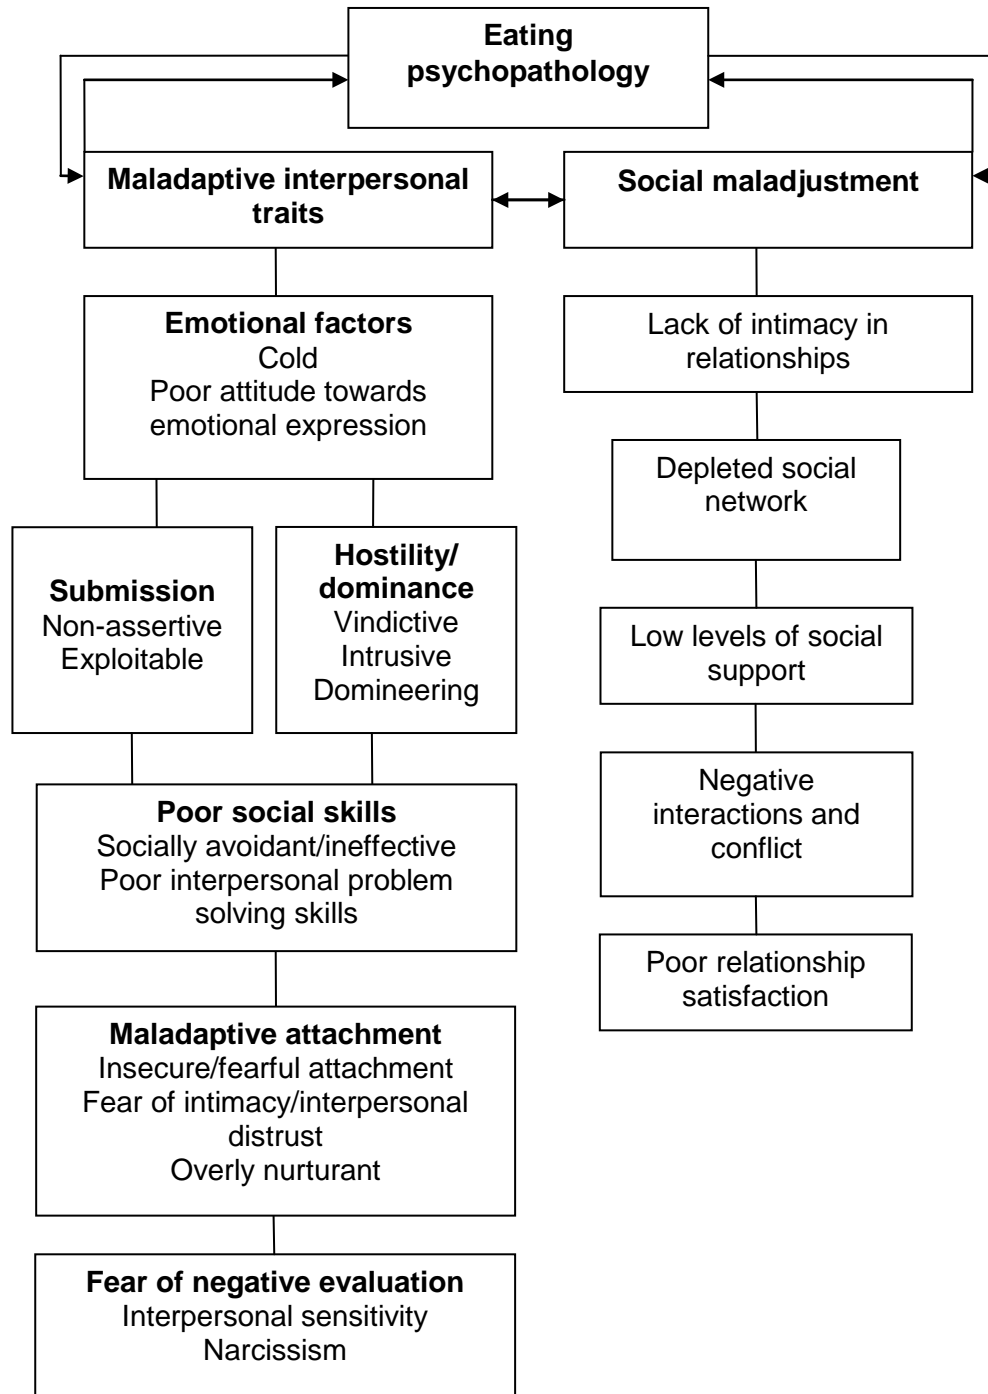 Eating
psychopathology
Maladaptive interpersonal
traits
Social maladjustment
Emotional factors
Cold
Poor attitude towards
emotional expression
Submission
Non-assertive
Exploitable
Hostility/
dominance
Vindictive
Intrusive
Domineering
Poor social skills
Socially avoidant/ineffective
Poor interpersonal problem
solving skills
Maladaptive attachment
Insecure/fearful attachment
Fear of intimacy/interpersonal
distrust
Overly nurturant
Fear of negative evaluation
Interpersonal sensitivity
Narcissism
Lack of intimacy in
relationships
Depleted social
network
Low levels of social
support
Negative
interactions and
conflict
Poor relationship
satisfaction